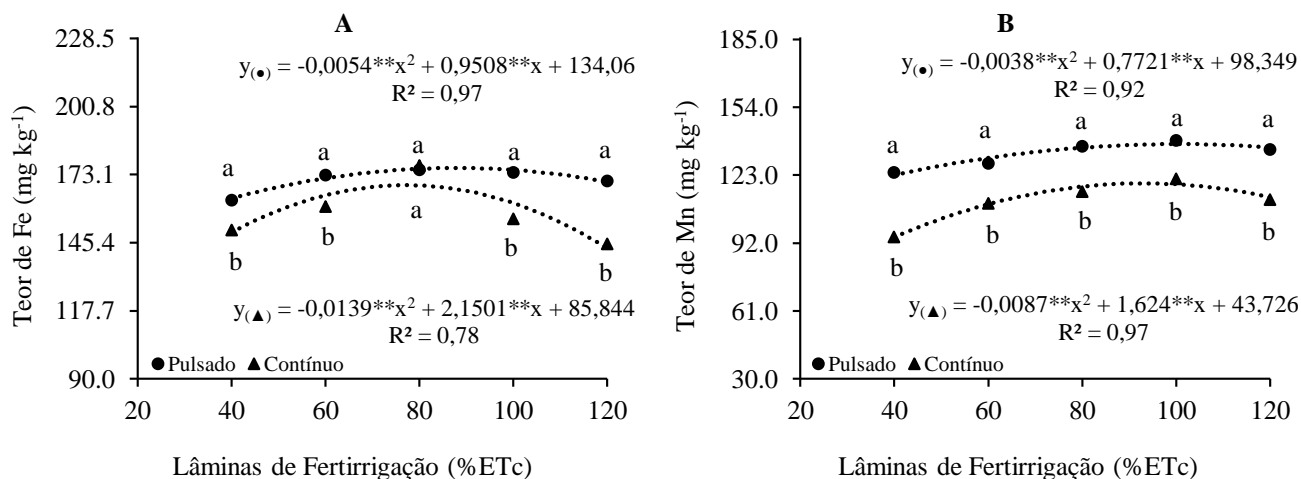 A
228.5
200.8
173.1
145.4
117.7
90.0
Teor de Fe (mg kg⁻¹)
y(●) = -0,0054**x² + 0,9508**x + 134,06
R² = 0,97
a a a a a
b b a b b
y(▲) = -0,0139**x² + 2,1501**x + 85,844
R² = 0,78
● Pulsado ▲ Contínuo
20 40 60 80 100 120
Lâminas de Fertirrigação (%ETc)
B
185.0
154.0
123.0
92.0
61.0
30.0
Teor de Mn (mg kg⁻¹)
y(●) = -0,0038**x² + 0,7721**x + 98,349
R² = 0,92
a a a a a
b b b b b
y(▲) = -0,0087**x² + 1,624**x + 43,726
R² = 0,97
● Pulsado ▲ Contínuo
20 40 60 80 100 120
Lâminas de Fertirrigação (%ETc)